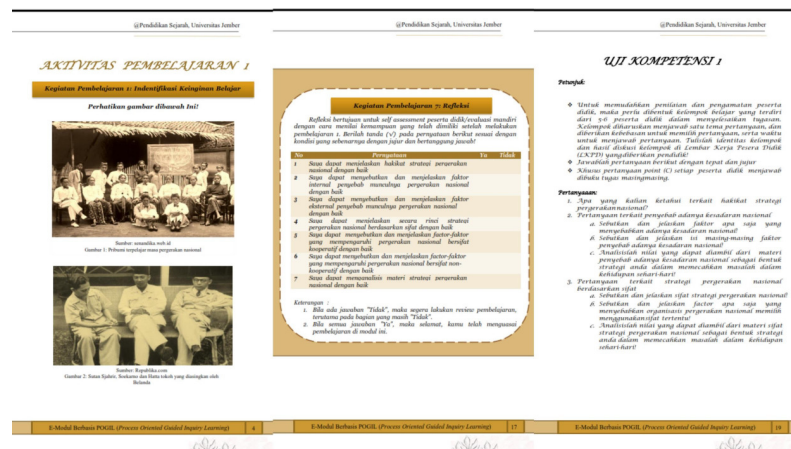 @Pendidikan Sejarah, Universitas Jember
AKTIVITAS PEMBELAJARAN 1
Kegiatan Pembelajaran 1: Indentifikasi Keinginan Belajar
Perhatikan gambar dibawah Ini!
Sumber: senandika.web.id
Gambar 1: Pribumi terpelajar masa pergerakan nasional
Sumber: Republika.com
Gambar 2: Sutan Sjahrir, Soekarno dan Hatta tokoh yang diasingkan oleh
Belanda
E-Modul Berbasis POGIL (Process Oriented Guided Inquiry Learning) 4
@Pendidikan Sejarah, Universitas Jember
Kegiatan Pembelajaran 7: Refleksi
Refleksi bertujuan untuk self assessment peserta didik/evaluasi mandiri
dengan cara menilai kemampuan yang telah dimiliki setelah melakukan
pembelajaran 1. Berilah tanda (√) pada pernyataan berikut sesuai dengan
kondisi yang sebenarnya dengan jujur dan bertanggung jawab!
No Pernyataan Ya Tidak
1 Saya dapat menjelaskan hakikat strategi pergerakan
nasional dengan baik
2 Saya dapat menyebutkan dan menjelaskan faktor
internal penyebab munculnya pergerakan nasional
dengan baik
3 Saya dapat menyebutkan dan menjelaskan faktor
eksternal penyebab munculnya pergerakan nasional
dengan baik
4 Saya dapat menjelaskan secara rinci strategi
pergerakan nasional berdasarkan sifat dengan baik
5 Saya dapat menyebutkan dan menjelaskan factor-faktor
yang mempengaruhi pergerakan nasional bersifat
kooperatif dengan baik
6 Saya dapat menyebutkan dan menjelaskan factor-faktor
yang mempengaruhi pergerakan nasional bersifat non-
kooperatif dengan baik
7 Saya dapat menganalisis materi strategi pergerakan
nasional dengan baik
Keterangan :
1. Bila ada jawaban "Tidak", maka segera lakukan review pembelajaran,
terutama pada bagian yang masih "Tidak".
2. Bila semua jawaban "Ya", maka selamat, kamu telah menguasai
pembelajaran di modul ini.
E-Modul Berbasis POGIL (Process Oriented Guided Inquiry Learning) 17
@Pendidikan Sejarah, Universitas Jember
UJI KOMPETENSI 1
Petunjuk:
❖ Untuk memudahkan penilaian dan pengamatan peserta
didik, maka perlu dibentuk kelompok belajar yang terdiri
dari 5-6 peserta didik dalam menyelesaikan tugasan.
Kelompok diharuskan menjawab satu tema pertanyaan, dan
diberikan kebebasan untuk memilih pertanyaan, serta waktu
untuk diskusi kelompok. Tulislah identitas kelompok
dan hasil diskusi kelompok di Lembar Kerja Pesera Didik
(LKPD) yangdiberikan pendidik!
❖ Jawablah pertanyaan berikut dengan tepat dan jujur
❖ Khusus pertanyaan point (C) setiap peserta didik menjawab
dibuku tugas masingmasing.
Pertanyaaan:
1. Apa yang kalian ketahui terkait hakikat strategi
pergerakan nasional?
2. Pertanyaan terkait penyebab adanya kesadaran nasional
a. Sebutkan dan jelaskan faktor apa saja yang
menyebabkan adanya kesadaran nasional!
b. Sebutkan dan jelaskan isi masing-masing faktor
penyebab adanya kesadaran nasional!
c. Analisislah nilai yang dapat diambil dari materi
penyebab adanya kesadaran nasional sebagai bentuk
strategi anda dalam memecahkan masalah dalam
kehidupan sehari-hari!
3. Pertanyaan terkait strategi pergerakan nasional
berdasarkan sifat
a. Sebutkan dan jelaskan sifat strategi pergerakan nasional!
b. Sebutkan dan jelaskan factor apa saja yang
menyebabkan organisasis pergerakan nasional memilih
menggunakansifat tertentu!
c. Analisislah nilai yang dapat diambil dari materi sifat
strategi pergerakan nasional sebagai bentuk strategi
anda dalam memecahkan masalah dalam kehidupan
sehari-hari!
E-Modul Berbasis POGIL (Process Oriented Guided Inquiry Learning) 19